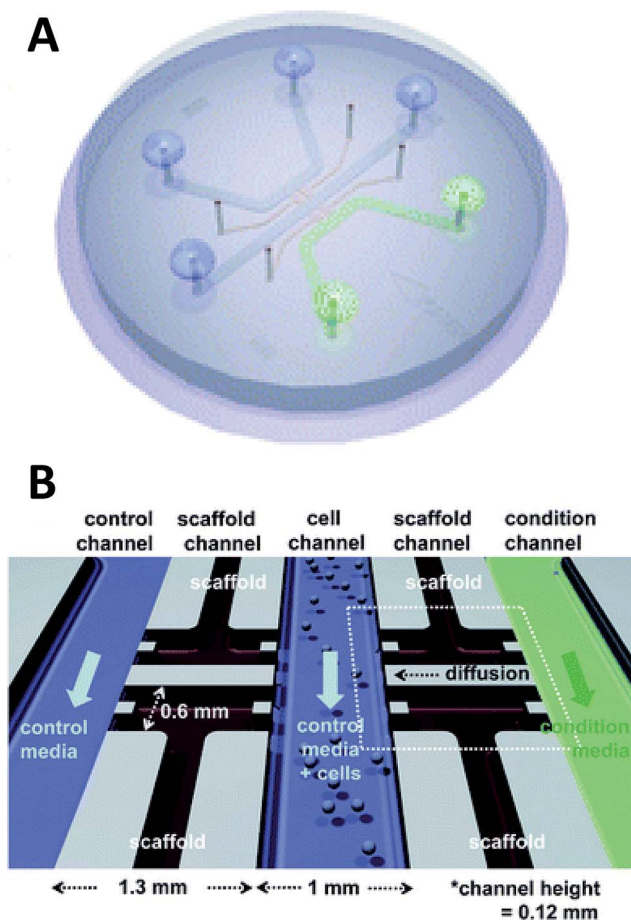 A
B
control scaffold cell scaffold condition
channel channel channel channel channel
scaffold scaffold
diffusion
0.6 mm
control
media
control
media
+ cells
condition
media
scaffold scaffold
1.3 mm 1 mm *channel height
= 0.12 mm